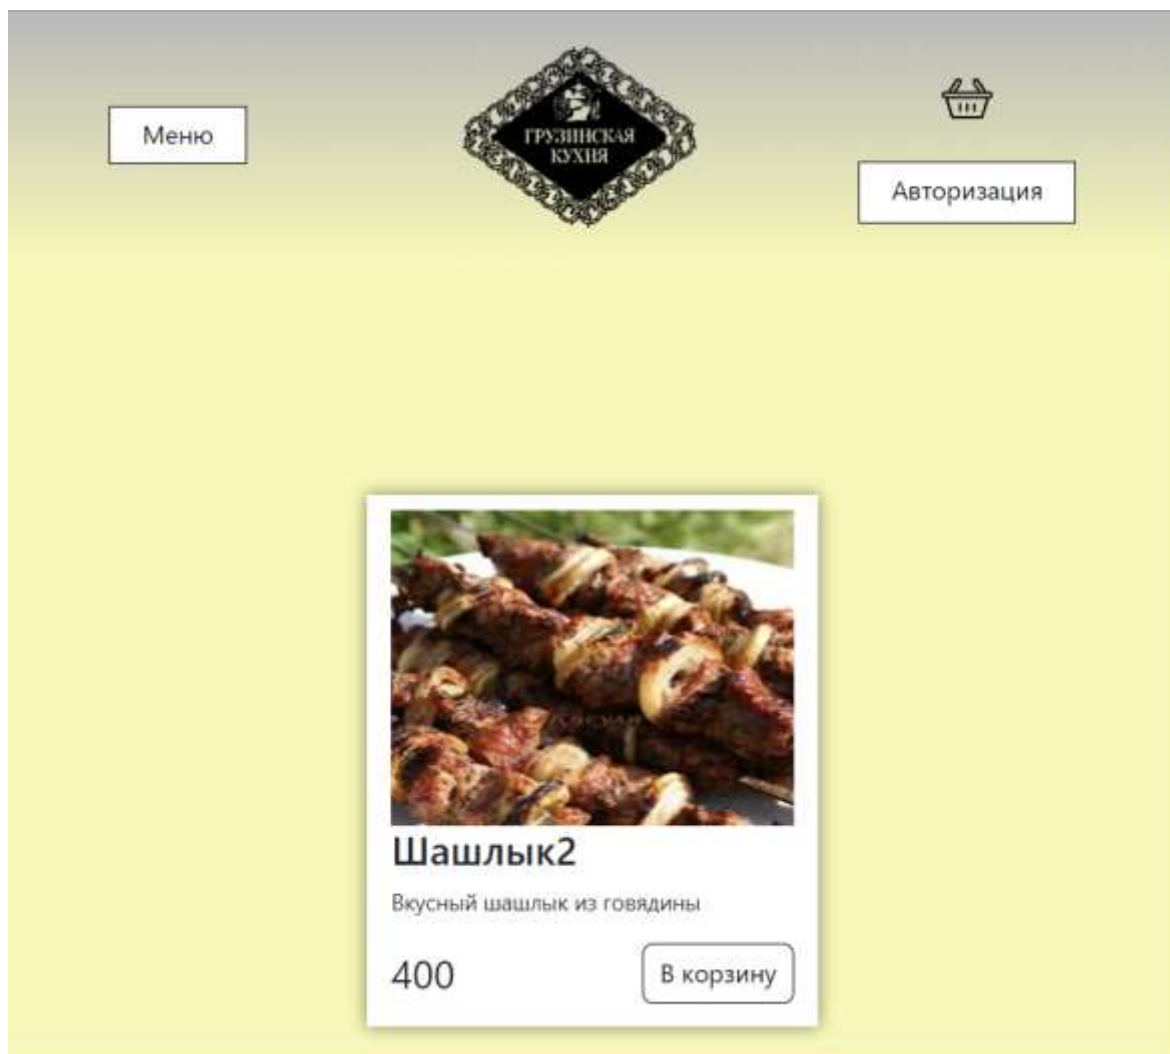 Меню
ГРУЗИНСКАЯ
КУХНЯ
Авторизация
Шашлык2
Вкусный шашлык из говядины
400
В корзину